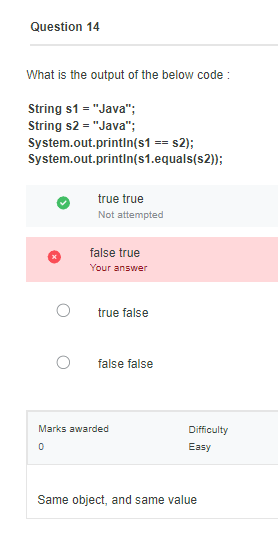 Question 14
What is the output of the below code :
String s1 = "Java";
String s2 = "Java";
System.out.println(s1 == s2);
System.out.println(s1.equals(s2));
true true
Not attempted
false true
Your answer
true false
false false
Marks awarded
Difficulty
0
Easy
Same object, and same value